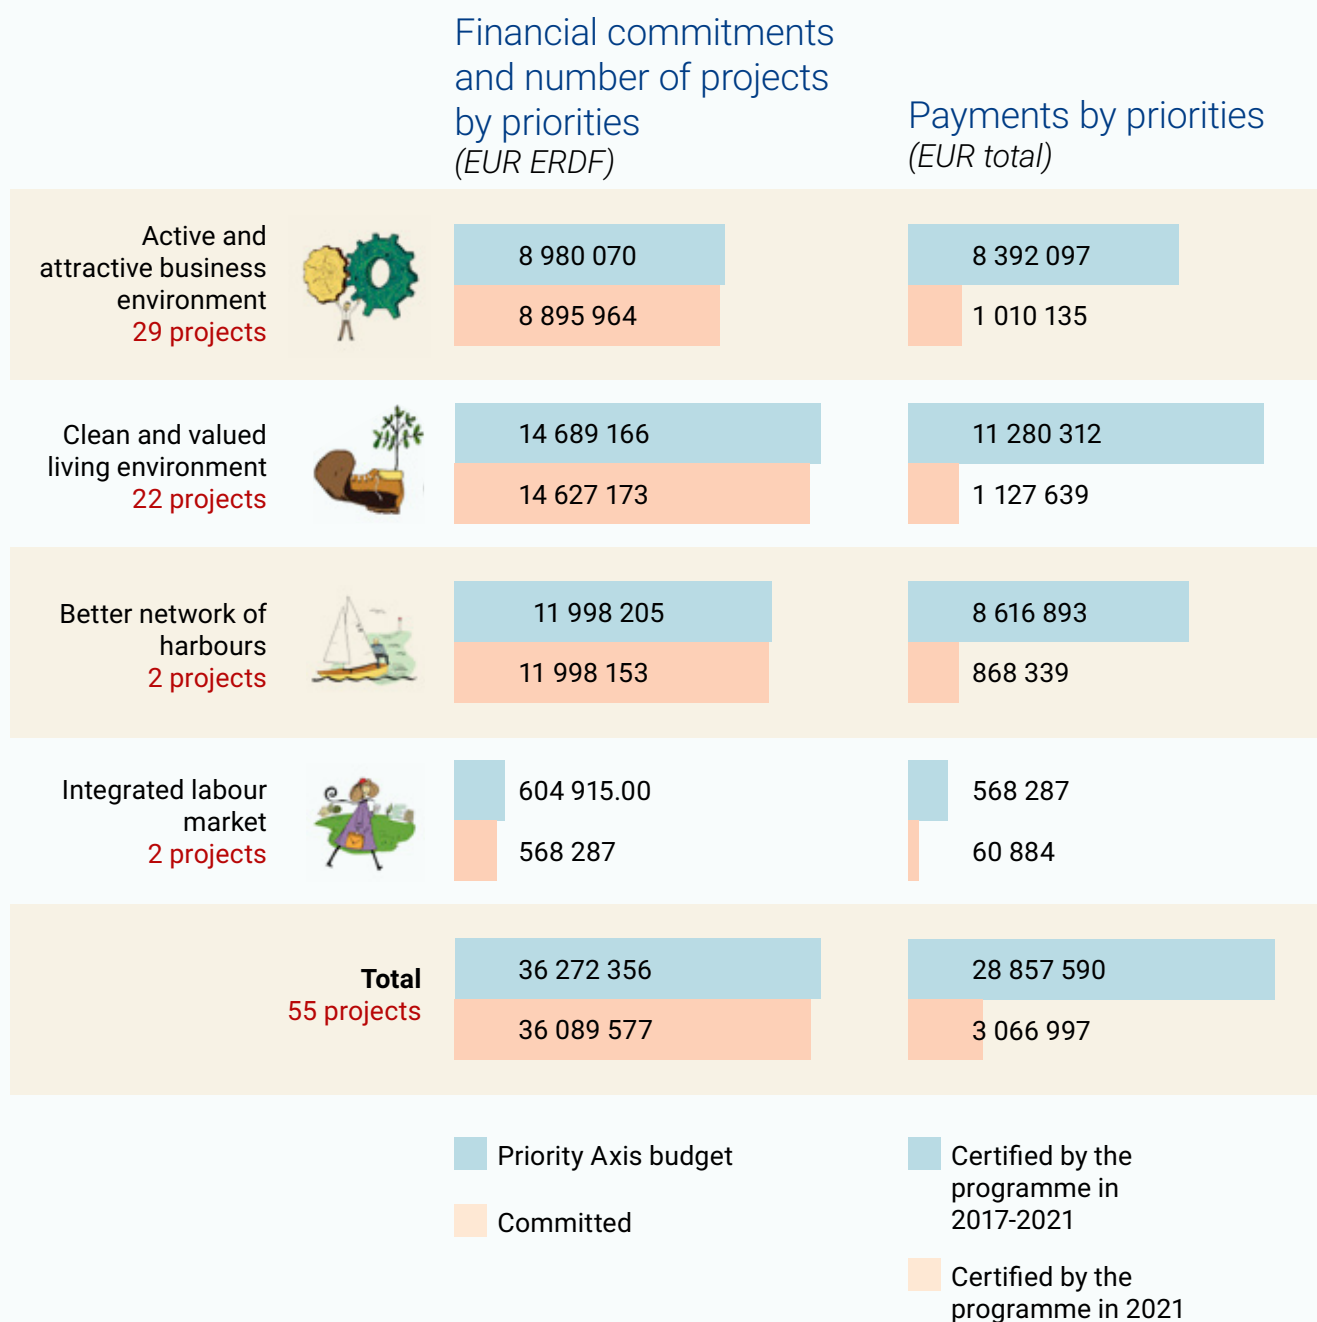 Financial commitments
and number of projects
by priorities
(EUR ERDF)
Payments by priorities
(EUR total)
Active and
attractive business
environment
29 projects
8 980 070
8 895 964
8 392 097
1 010 135
Clean and valued
living environment
22 projects
14 689 166
14 627 173
11 280 312
1 127 639
Better network of
harbours
2 projects
11 998 205
11 998 153
8 616 893
868 339
Integrated labour
market
2 projects
604 915.00
568 287
568 287
60 884
Total
55 projects
36 272 356
36 089 577
28 857 590
3 066 997
Priority Axis budget
Committed
Certified by the
programme in
2017-2021
Certified by the
programme in 2021